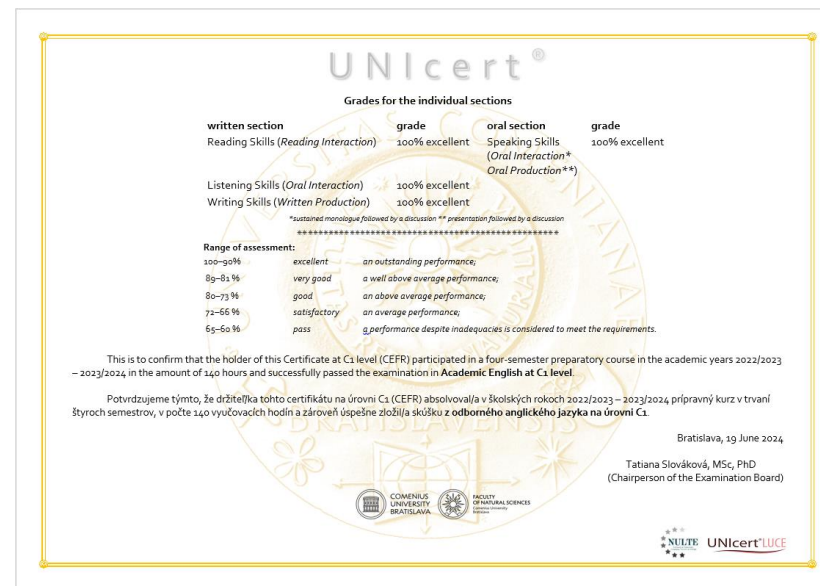 UNIcert®
Grades for the individual sections
written section grade oral section grade
Reading Skills (Reading Interaction) 100% excellent Speaking Skills 100% excellent
(Oral Interaction*
Oral Production**)
Listening Skills (Oral Interaction) 100% excellent
Writing Skills (Written Production) 100% excellent
*sustained monologue followed by a discussion ** presentation followed by a discussion
Range of assessment:
100–90% excellent an outstanding performance;
89–81 % very good a well above average performance;
80–73 % good an above average performance;
72–66 % satisfactory an average performance;
65–60 % pass a performance despite inadequacies is considered to meet the requirements.
This is to confirm that the holder of this Certificate at C1 level (CEFR) participated in a four-semester preparatory course in the academic years 2022/2023
– 2023/2024 in the amount of 140 hours and successfully passed the examination in Academic English at C1 level.
Potvrdzujeme týmto, že držiteľ/ka tohto certifikátu na úrovni C1 (CEFR) absolvoval/a v školských rokoch 2022/2023 – 2023/2024 prípravný kurz v trvaní
štyroch semestrov, v počte 140 vyučovacích hodín a zároveň úspešne zložil/a skúšku z odborného anglického jazyka na úrovni C1.
Bratislava, 19 June 2024
Tatiana Slováková, MSc, PhD
(Chairperson of the Examination Board)
COMENIUS
UNIVERSITY
BRATISLAVA
FACULTY
OF NATURAL SCIENCES
Comenius University
Bratislava
NULTE
UNIcert®LUCE